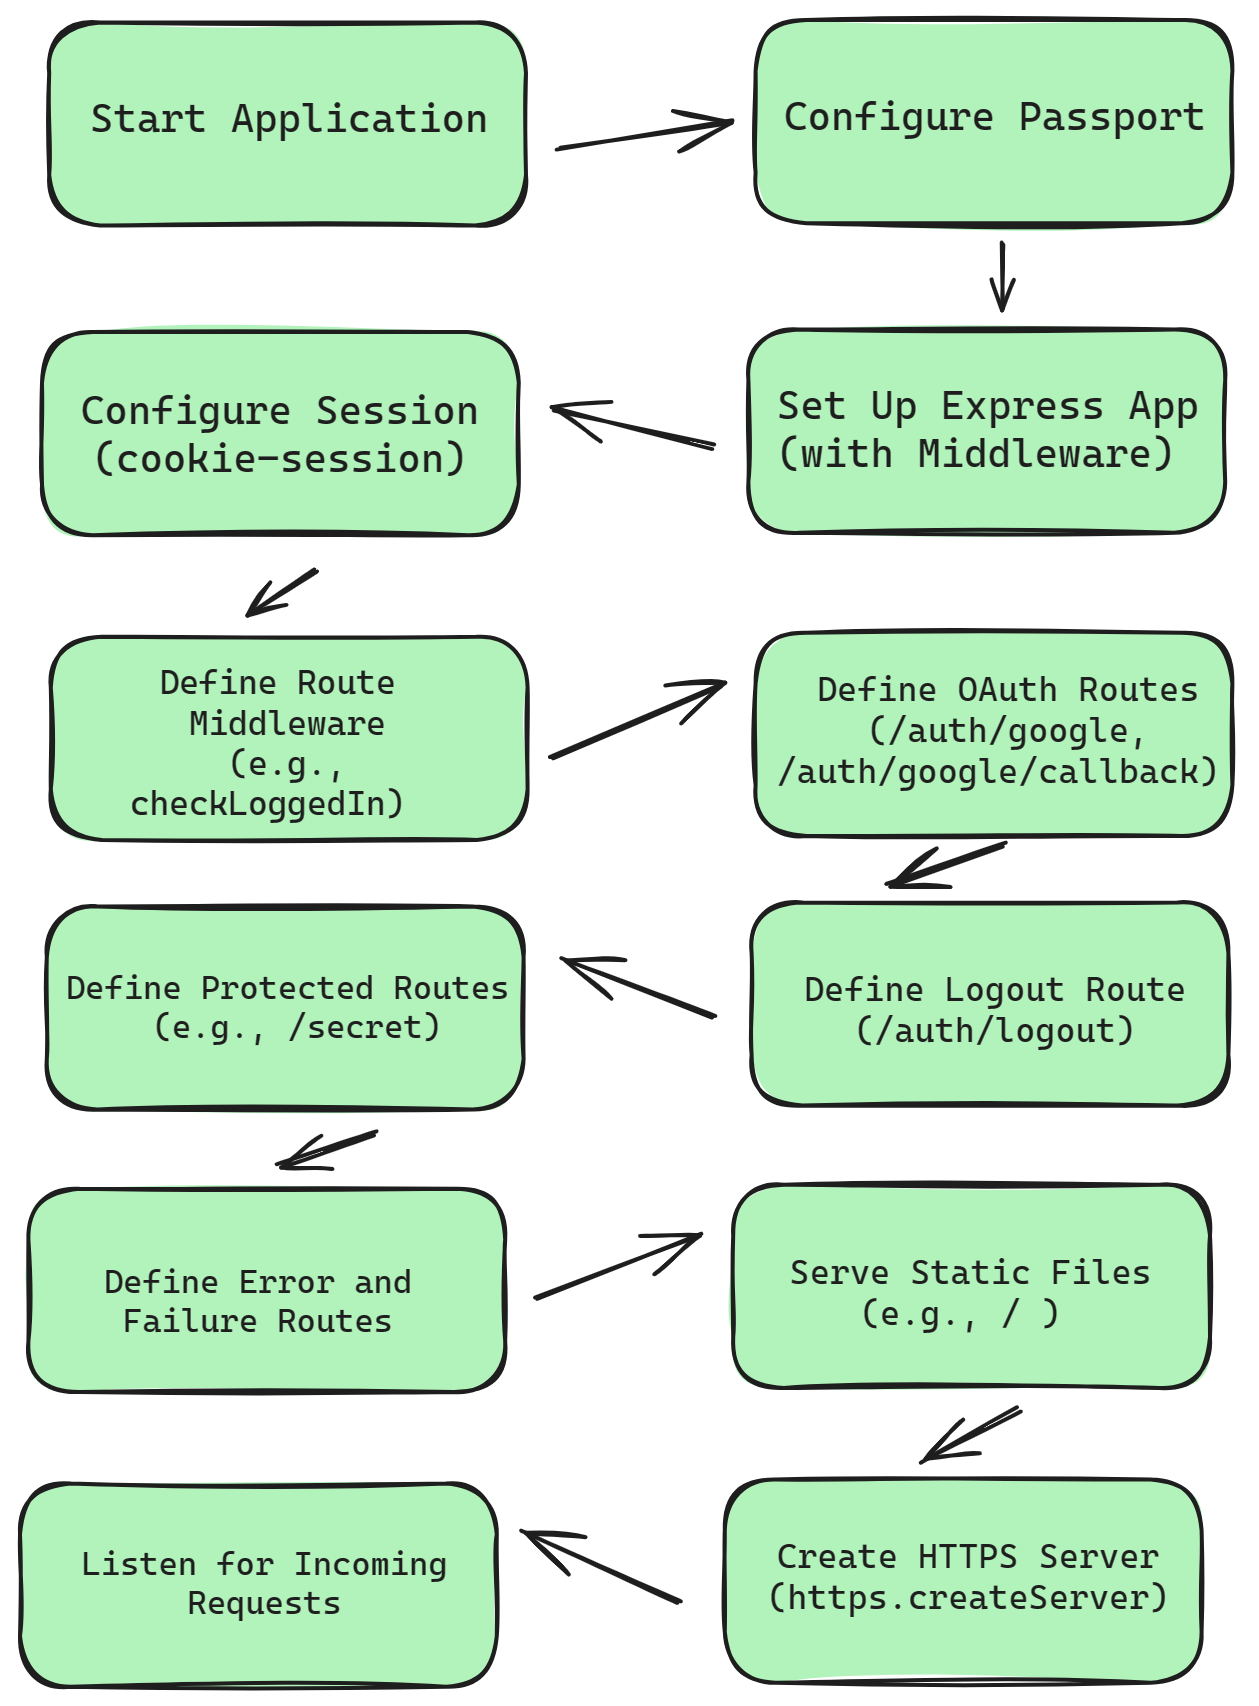 Start Application
Configure Passport
Set Up Express App
(with Middleware)
Configure Session
(cookie-session)
Define Route
Middleware
(e.g.,
checkLoggedIn)
Define OAuth Routes
(/auth/google,
/auth/google/callback)
Define Logout Route
(/auth/logout)
Define Protected Routes
(e.g., /secret)
Define Error and
Failure Routes
Serve Static Files
(e.g., / )
Create HTTPS Server
(https.createServer)
Listen for Incoming
Requests